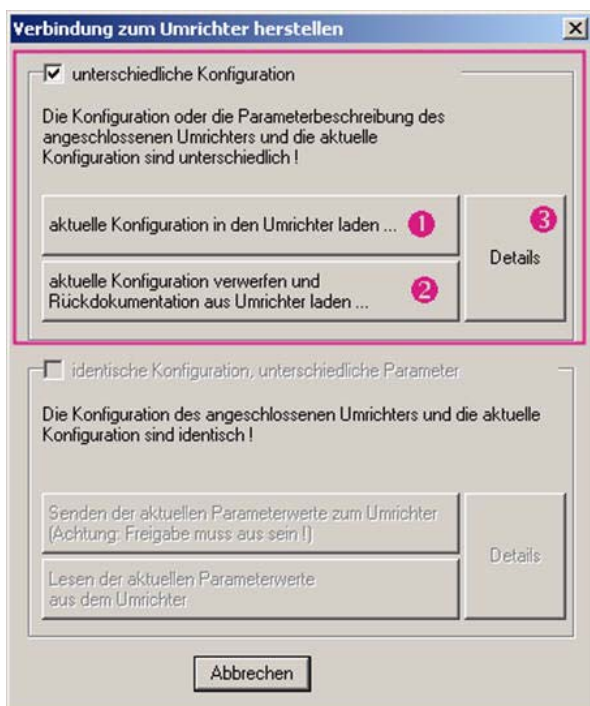 Verbindung zum Umrichter herstellen
unterschiedliche Konfiguration
Die Konfiguration oder die Parameterbeschreibung des
angeschlossenen Umrichters und die aktuelle
Konfiguration sind unterschiedlich !
aktuelle Konfiguration in den Umrichter laden ... 1
3
Details
aktuelle Konfiguration verwerfen und
Rückdokumentation aus Umrichter laden ... 2
identische Konfiguration, unterschiedliche Parameter
Die Konfiguration des angeschlossenen Umrichters und die aktuelle
Konfiguration sind identisch !
Senden der aktuellen Parameterwerte zum Umrichter
(Achtung: Freigabe muss aus sein !)
Details
Lesen der aktuellen Parameterwerte
aus dem Umrichter
Abbrechen